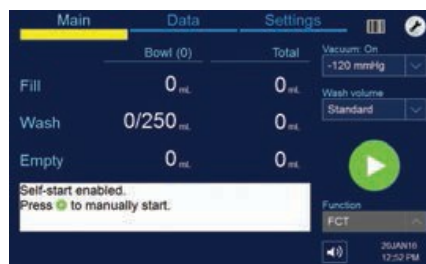 Main Data Settings
Bowl (0) Total Vacuum: On
-120 mmHg
Fill 0 mL 0 mL
Wash volume
Standard
Wash 0/250 mL 0 mL
Empty 0 mL 0 mL
Self-start enabled.
Press to manually start.
Function
FCT
20JAN18
12:52 PM